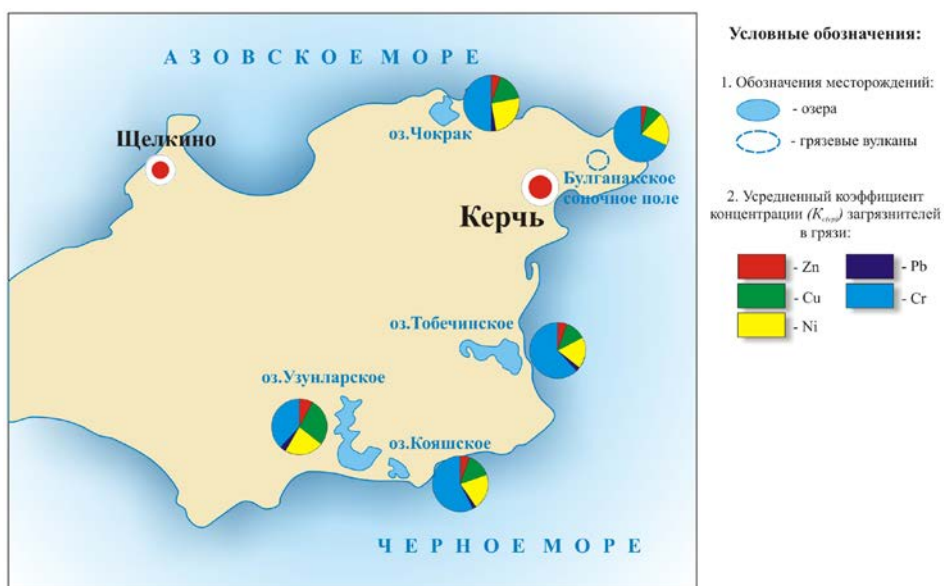 АЗОВСКОЕ МОРЕ
Щелкино
оз.Чокрак
Булганакское
сопочное поле
Керчь
оз.Тобечинское
оз.Узунларское
оз.Кояшское
ЧЕРНОЕ МОРЕ
Условные обозначения:
1. Обозначения месторождений:
- озера
- грязевые вулканы
2. Усредненный коэффициент
концентрации (K) загрязнителей
в грязи:
- Zn
- Pb
- Cu
- Cr
- Ni